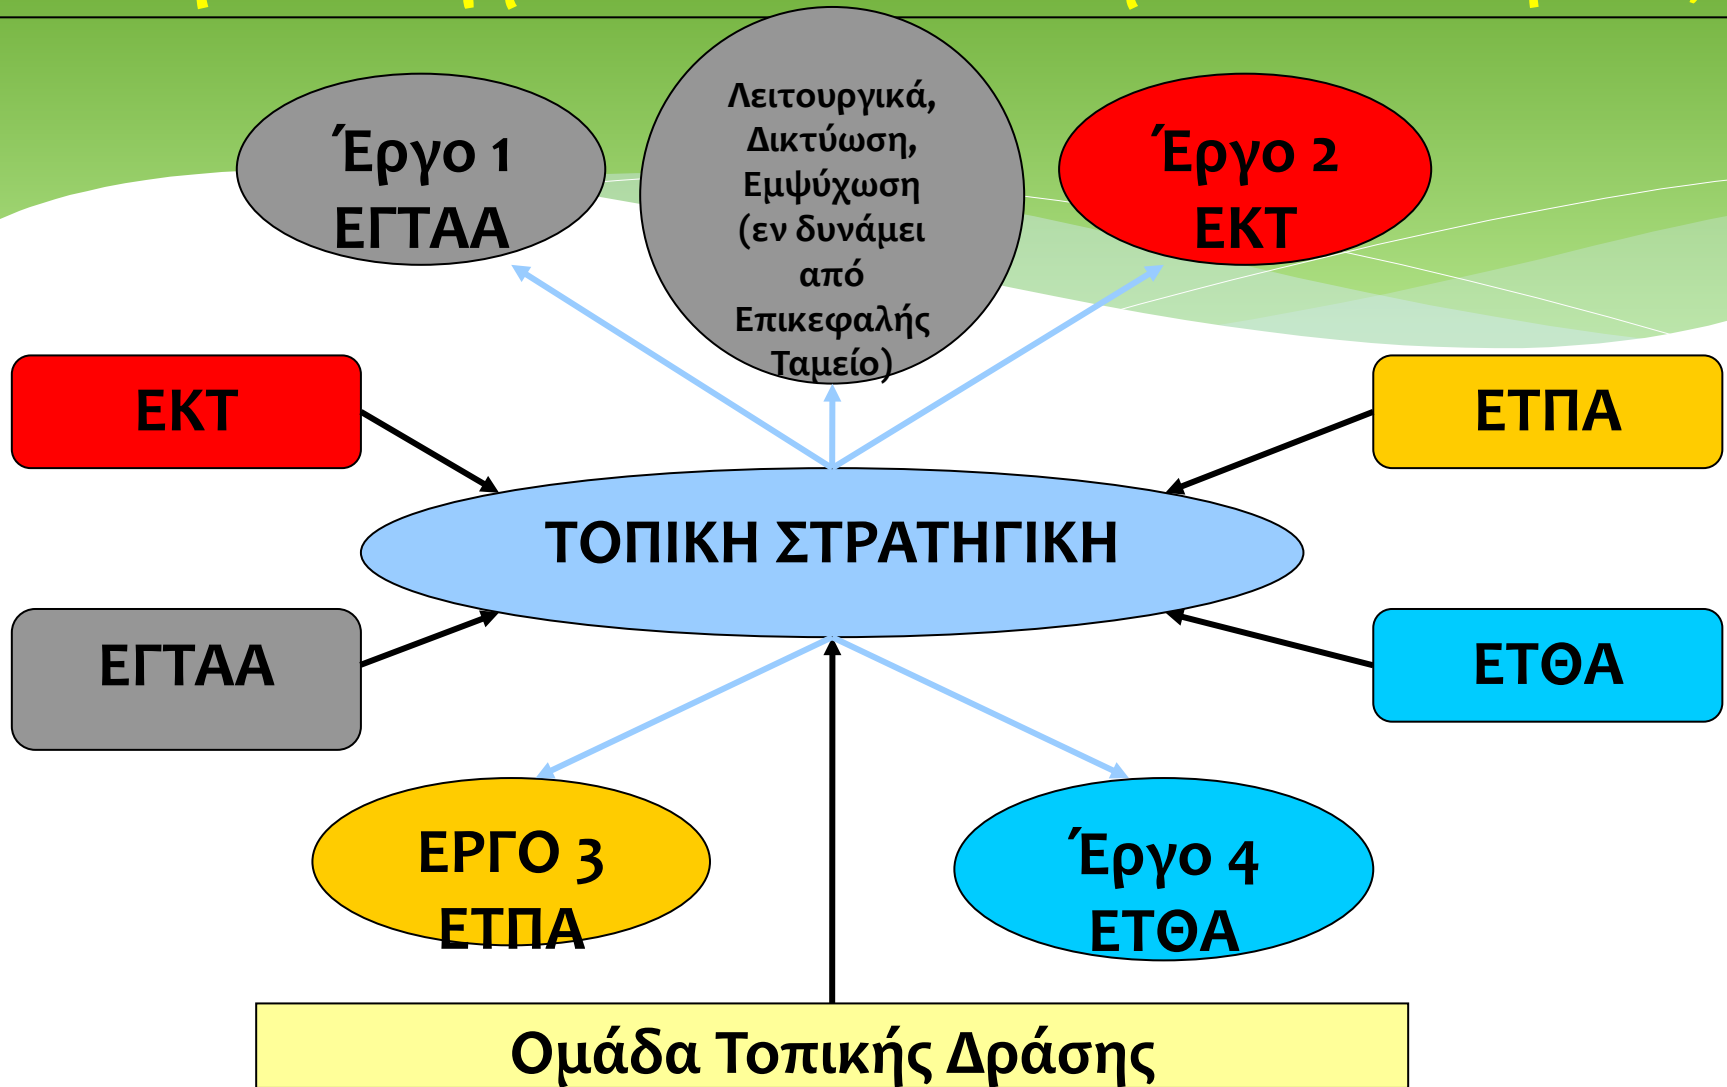 Έργο 1
ΕΓΤΑΑ
Λειτουργικά,
Δικτύωση,
Εμψύχωση
(εν δυνάμει
από
Επικεφαλής
Ταμείο)
Έργο 2
ΕΚΤ
ΕΚΤ
ΕΤΠΑ
ΤΟΠΙΚΗ ΣΤΡΑΤΗΓΙΚΗ
ΕΓΤΑΑ
ΕΤΘΑ
ΕΡΓΟ 3
ΕΤΠΑ
Έργο 4
ΕΤΘΑ
Ομάδα Τοπικής Δράσης